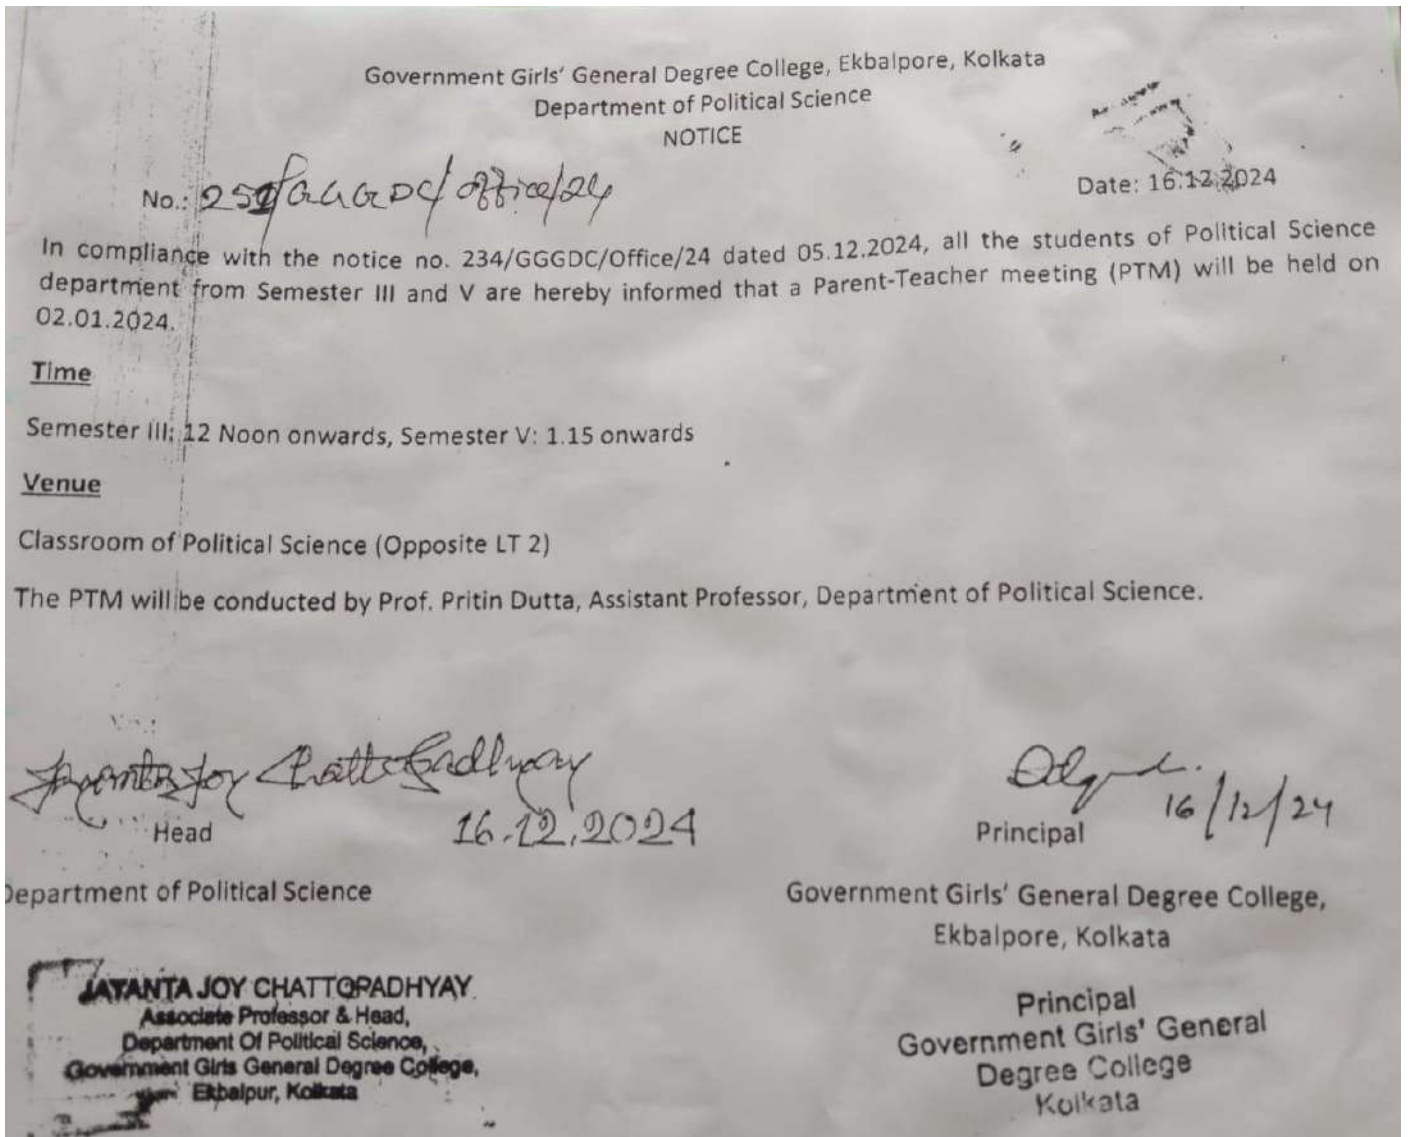 Government Girls' General Degree College, Ekbalpore, Kolkata
Department of Political Science
NOTICE
No.: /GGGDC/Office/24
Date: 16.12.2024
In compliance with the notice no. 234/GGGDC/Office/24 dated 05.12.2024, all the students of Political Science
department from Semester III and V are hereby informed that a Parent-Teacher meeting (PTM) will be held on
02.01.2024.
Time
Semester III: 12 Noon onwards, Semester V: 1.15 onwards
Venue
Classroom of Political Science (Opposite LT 2)
The PTM will be conducted by Prof. Pritin Dutta, Assistant Professor, Department of Political Science.
Jayanta Joy Chattopadhyay
16.12.2024
Head
Department of Political Science
16/12/24
Principal
Government Girls' General Degree College,
Ekbalpore, Kolkata
JAYANTA JOY CHATTOPADHYAY
Associate Professor & Head,
Department Of Political Science,
Government Girls General Degree College,
Ekbalpur, Kolkata
Principal
Government Girls' General
Degree College
Kolkata